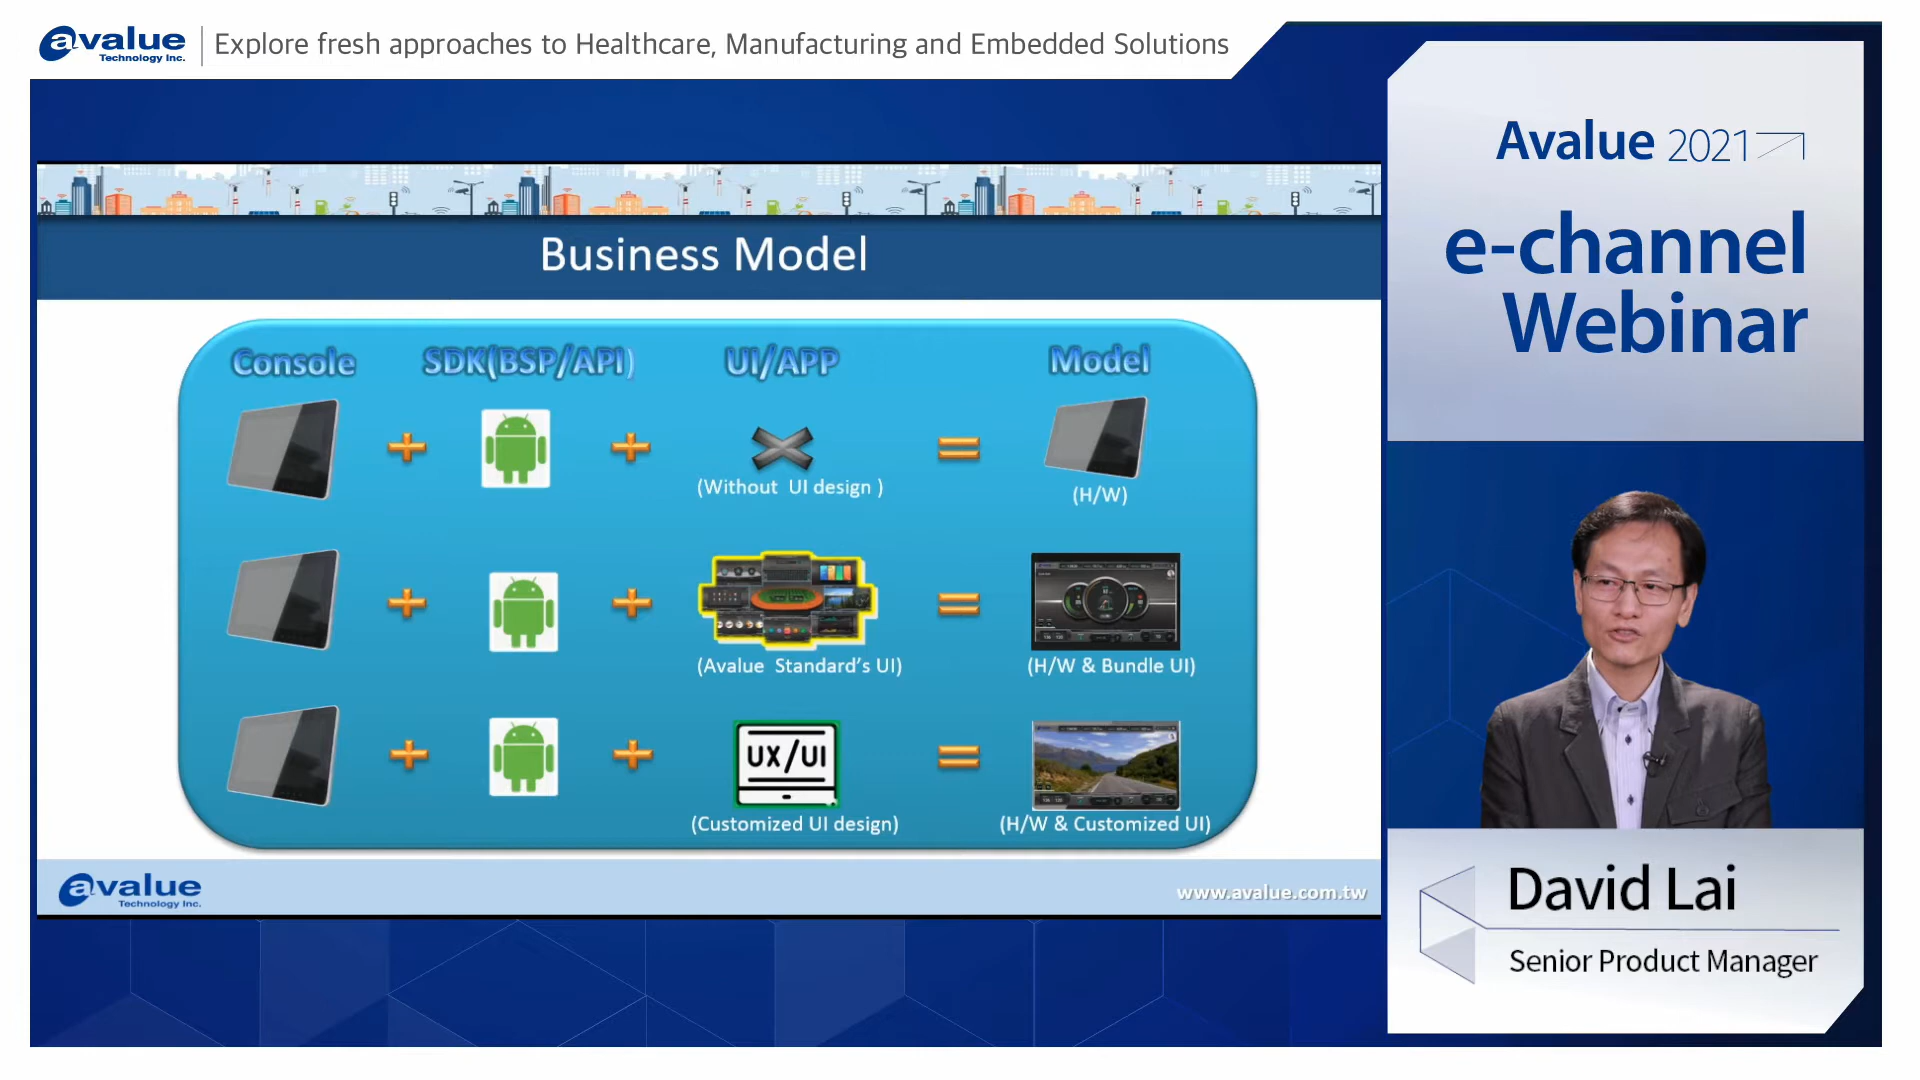 avalue
Technology Inc.
Explore fresh approaches to Healthcare, Manufacturing and Embedded Solutions
Avalue 2021
e-channel
Webinar
Business Model
Console SDK(BSP/API) UI/APP Model
(Without UI design )
(H/W)
(Avalue Standard's UI)
(H/W & Bundle UI)
UX/UI
(Customized UI design)
(H/W & Customized UI)
avalue
Technology Inc.
www.avalue.com.tw
David Lai
Senior Product Manager